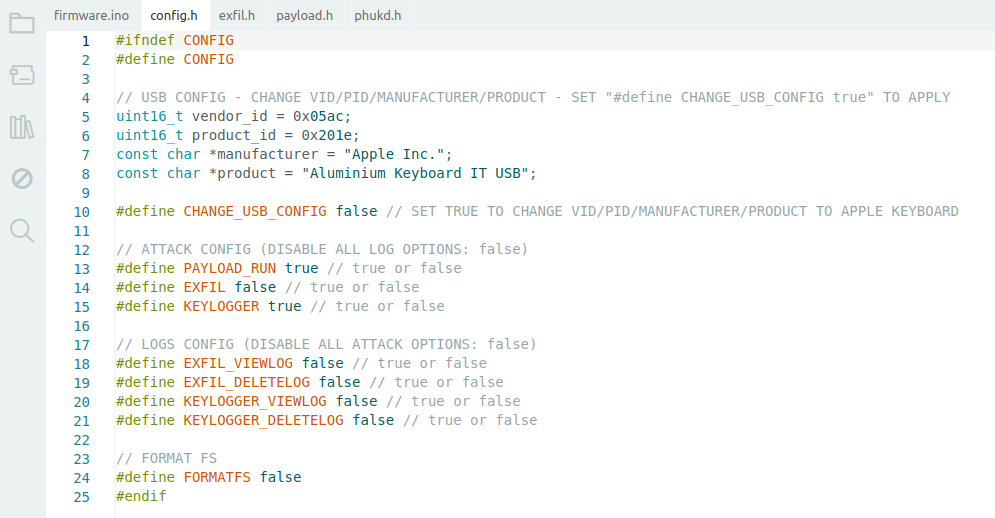 firmware.ino config.h exfil.h payload.h phukd.h
1 #ifndef CONFIG
2 #define CONFIG
3
4 // USB CONFIG - CHANGE VID/PID/MANUFACTURER/PRODUCT - SET "#define CHANGE_USB_CONFIG true" TO APPLY
5 uint16_t vendor_id = 0x05ac;
6 uint16_t product_id = 0x201e;
7 const char *manufacturer = "Apple Inc.";
8 const char *product = "Aluminium Keyboard IT USB";
9
10 #define CHANGE_USB_CONFIG false // SET TRUE TO CHANGE VID/PID/MANUFACTURER/PRODUCT TO APPLE KEYBOARD
11
12 // ATTACK CONFIG (DISABLE ALL LOG OPTIONS: false)
13 #define PAYLOAD_RUN true // true or false
14 #define EXFIL false // true or false
15 #define KEYLOGGER true // true or false
16
17 // LOGS CONFIG (DISABLE ALL ATTACK OPTIONS: false)
18 #define EXFIL_VIEWLOG false // true or false
19 #define EXFIL_DELETELOG false // true or false
20 #define KEYLOGGER_VIEWLOG false // true or false
21 #define KEYLOGGER_DELETELOG false // true or false
22
23 // FORMAT FS
24 #define FORMATFS false
25 #endif